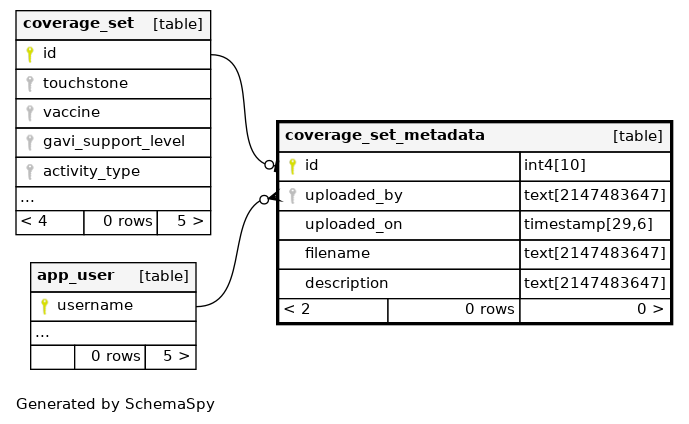 coverage_set [table]
id
touchstone
vaccine
gavi_support_level
activity_type
...
< 4 0 rows 5 >
coverage_set_metadata [table]
id int4[10]
uploaded_by text[2147483647]
uploaded_on timestamp[29,6]
filename text[2147483647]
description text[2147483647]
< 2 0 rows 0 >
app_user [table]
username
...
0 rows 5 >
Generated by SchemaSpy